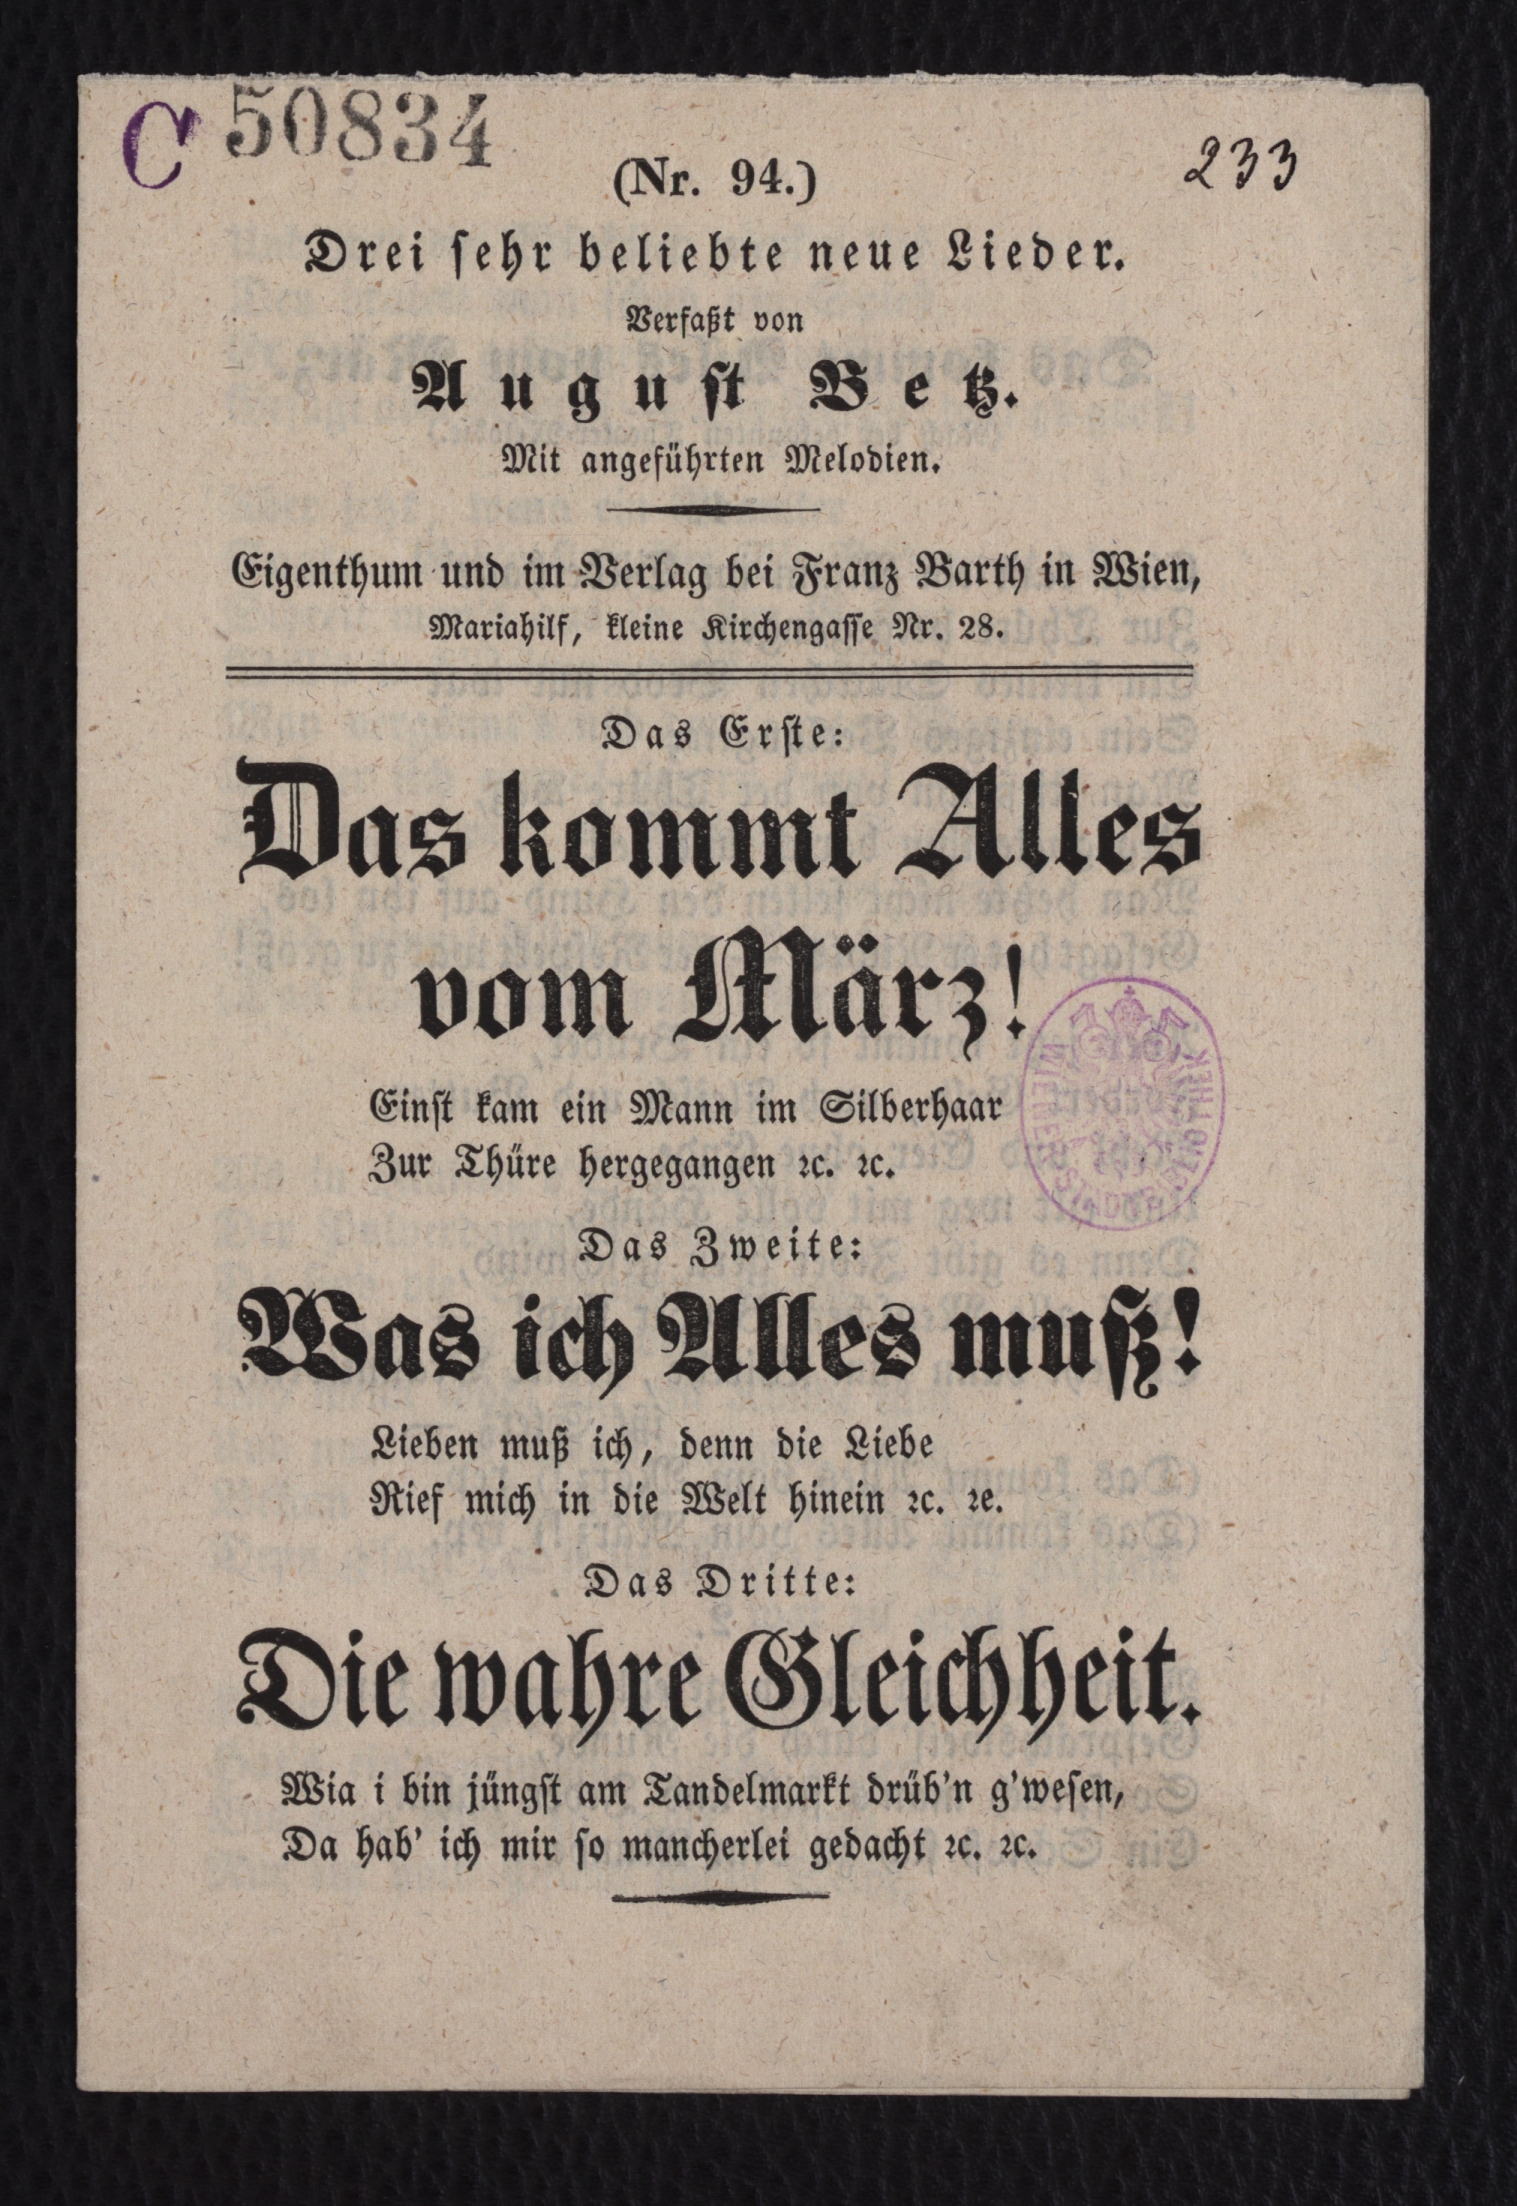 C 50834
233
(Nr. 94.)
Drei ſehr beliebte neue Lieder.
Verfaßt von
Auguſt Betz.
Mit angeführten Melodien.
Eigenthum und im Verlag bei Franz Barth in Wien,
Mariahilf, kleine Kirchengaſſe Nr. 28.
Das Erſte:
Das kommt Alles
vom März!
Einſt kam ein Mann im Silberhaar
Zur Thüre hergegangen ꝛc. ꝛc.
WIENER STADTBIBLIOTHEK
Das Zweite:
Was ich Alles muß!
Lieben muß ich, denn die Liebe
Rief mich in die Welt hinein ꝛc. ꝛe.
Das Dritte:
Die wahre Gleichheit.
Wia i bin jüngſt am Tandelmarkt drüb'n g'weſen,
Da hab' ich mir ſo mancherlei gedacht ꝛc. ꝛc.